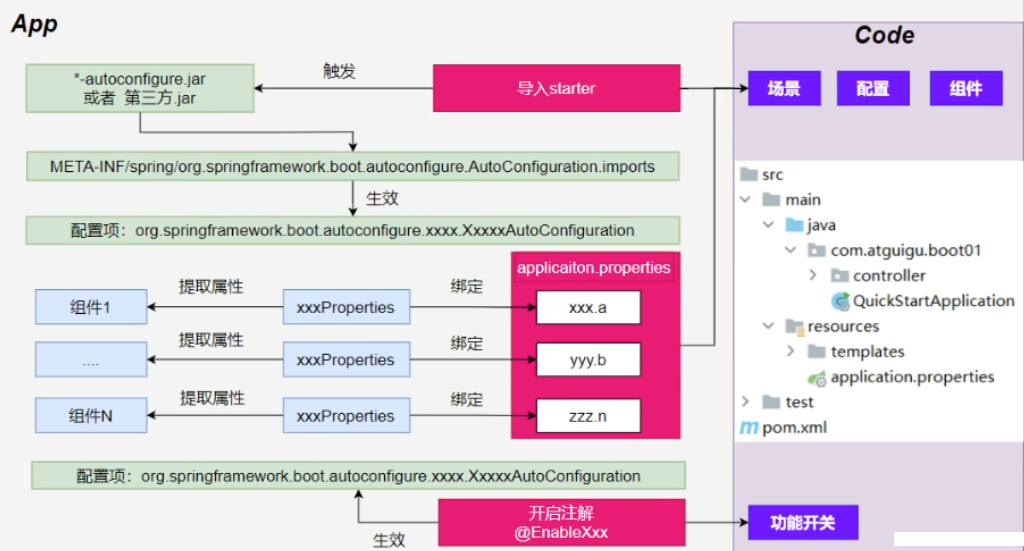 App
Code
*-autoconfigure.jar
或者 第三方.jar
触发
导入starter
场景
配置
组件
META-INF/spring/org.springframework.boot.autoconfigure.AutoConfiguration.imports
生效
配置项：org.springframework.boot.autoconfigure.xxxx.XxxxxAutoConfiguration
applicaiton.properties
组件1
提取属性
xxxProperties
绑定
xxx.a
....
提取属性
xxxProperties
绑定
yyy.b
组件N
提取属性
xxxProperties
绑定
zzz.n
src
main
java
com.atguigu.boot01
controller
QuickStartApplication
resources
templates
application.properties
test
pom.xml
配置项：org.springframework.boot.autoconfigure.xxxx.XxxxxAutoConfiguration
生效
开启注解
@EnableXxx
功能开关